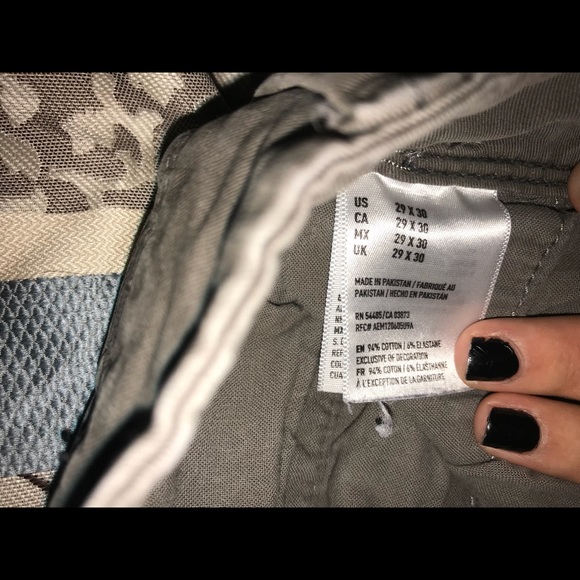 US 29 X 30
CA 29 X 30
MX 29 X 30
UK 29 X 30
MADE IN PAKISTAN / FABRIQUÉ AU
PAKISTAN / HECHO EN PAKISTÁN
RN 54485/CA 03873
RFC# AEM120605U9A
EN 94% COTTON / 6% ELASTANE
EXCLUSIVE OF DECORATION
FR 94% COTTON / 6% ÉLASTHANNE
À L'EXCEPTION DE LA GARNITURE